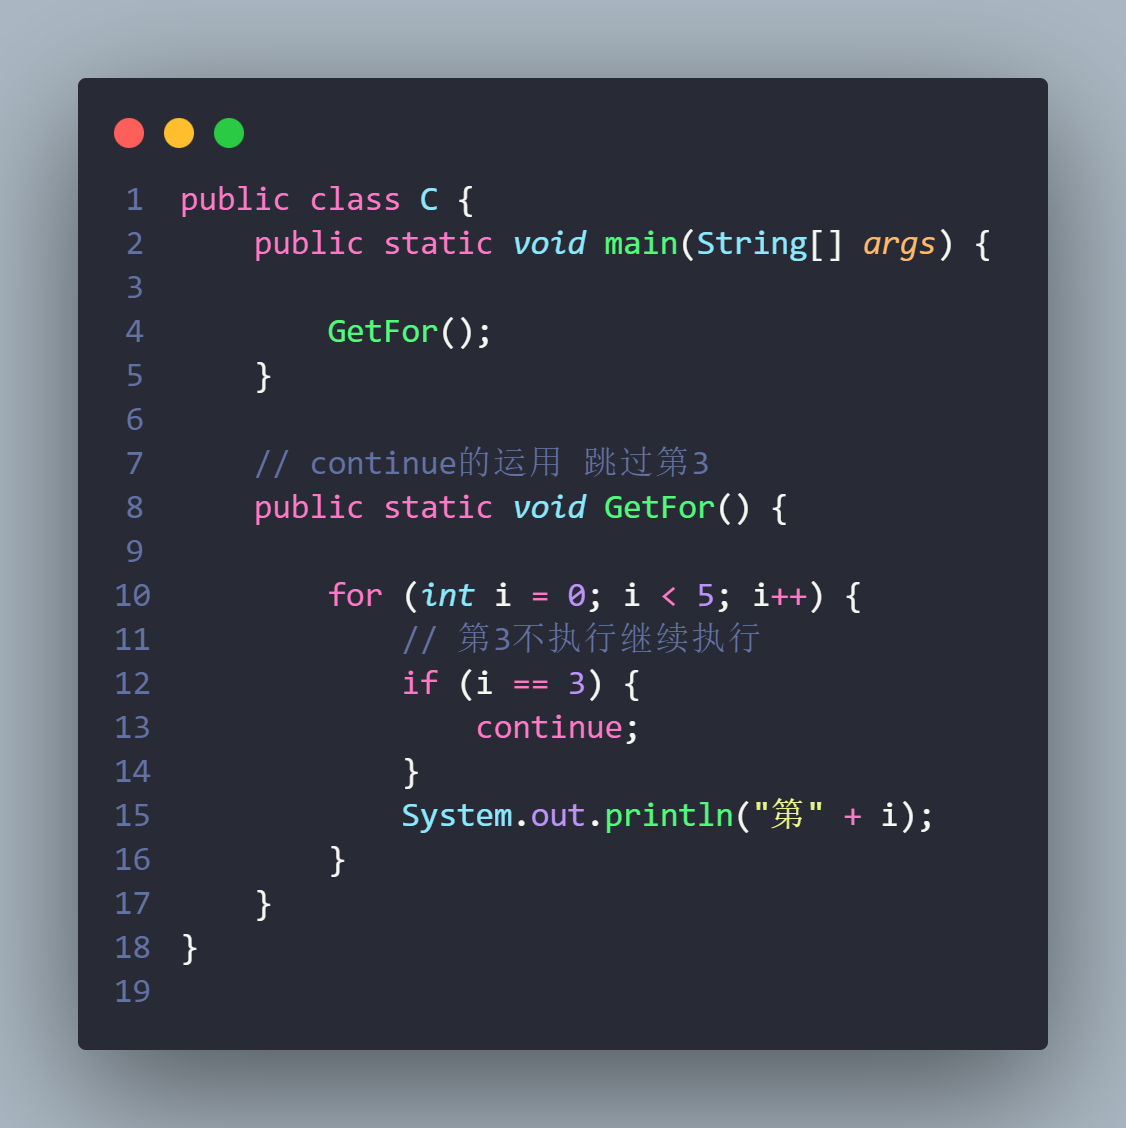 1 public class C {
2     public static void main(String[] args) {
3
4         GetFor();
5     }
6
7     // continue的运用 跳过第3
8     public static void GetFor() {
9
10         for (int i = 0; i < 5; i++) {
11             // 第3不执行继续执行
12             if (i == 3) {
13                 continue;
14             }
15             System.out.println("第" + i);
16         }
17     }
18 }
19